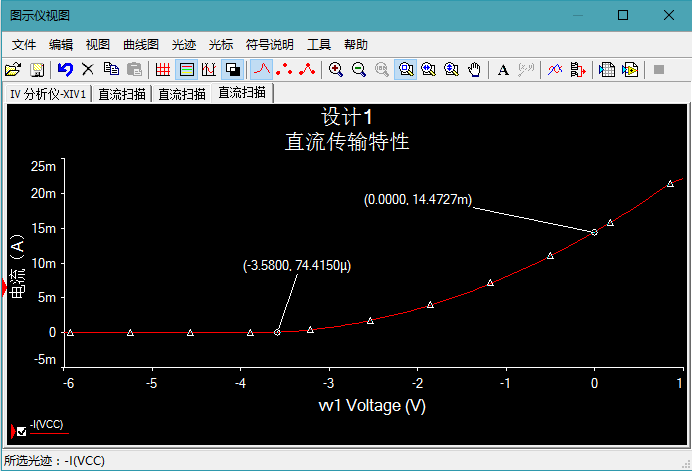 图示仪视图
文件 编辑 视图 曲线图 光迹 光标 符号说明 工具 帮助
A (x,y)
IV 分析仪-XIV1 直流扫描 直流扫描 直流扫描
设计1
直流传输特性
25m
20m
15m
10m
5m
0
-5m
电流（A）
(0.0000, 14.4727m)
(-3.5800, 74.4150μ)
-6 -5 -4 -3 -2 -1 0 1
vv1 Voltage (V)
-I(VCC)
所选光迹：-I(VCC)